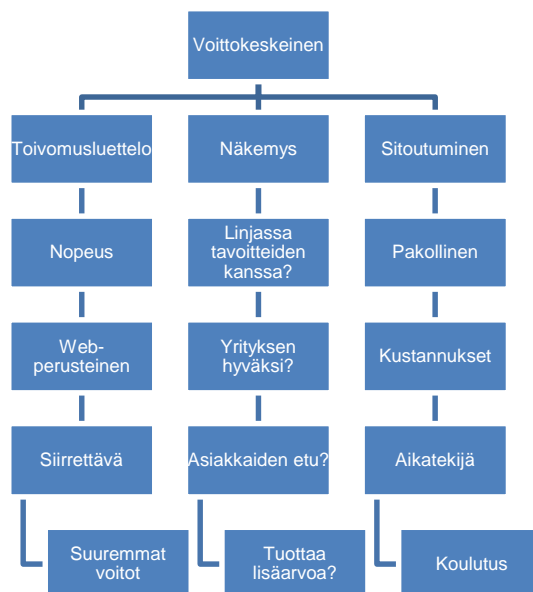 Voittokeskeinen
Toivomusluettelo
Näkemys
Sitoutuminen
Nopeus
Linjassa
tavoitteiden
kanssa?
Pakollinen
Web-
perusteinen
Yrityksen
hyväksi?
Kustannukset
Siirrettävä
Asiakkaiden etu?
Aikatekijä
Suuremmat
voitot
Tuottaa
lisäarvoa?
Koulutus